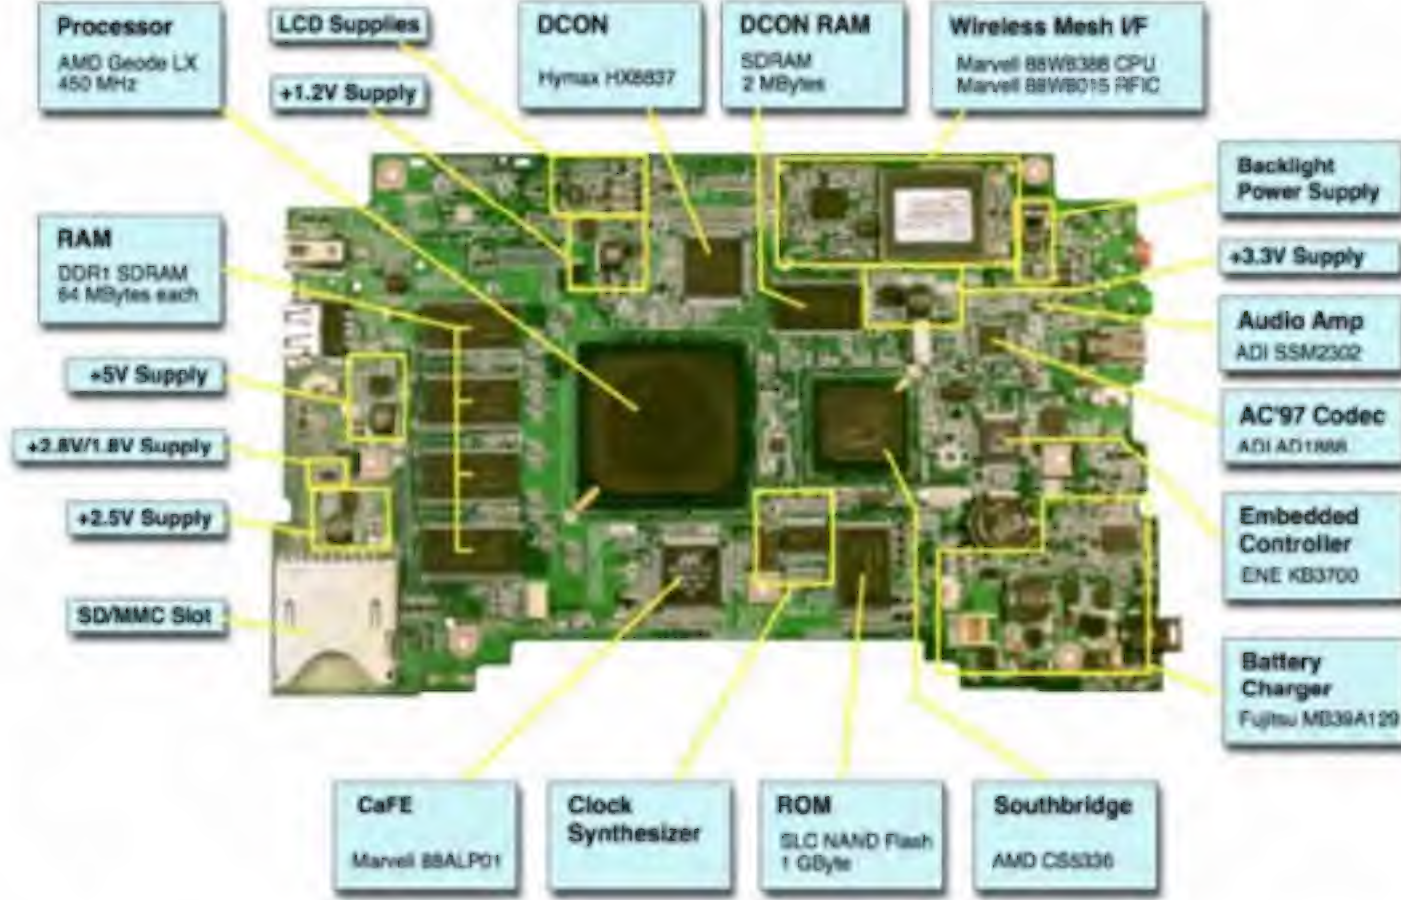 Processor
AMD Geode LX
450 MHz
LCD Supplies
+1.2V Supply
DCON
Hymax HX8837
DCON RAM
SDRAM
2 MBytes
Wireless Mesh I/F
Marvell 88W8388 CPU
Marvell 88W8015 RFIC
Backlight
Power Supply
+3.3V Supply
Audio Amp
ADI SSM2302
AC'97 Codec
ADI AD1888
Embedded
Controller
ENE KB3700
Battery
Charger
Fujitsu MB39A129
RAM
DDR1 SDRAM
64 MBytes each
+5V Supply
+2.8V/1.8V Supply
+2.5V Supply
SD/MMC Slot
CaFE
Marvell 88ALP01
Clock
Synthesizer
ROM
SLC NAND Flash
1 GByte
Southbridge
AMD CS5336